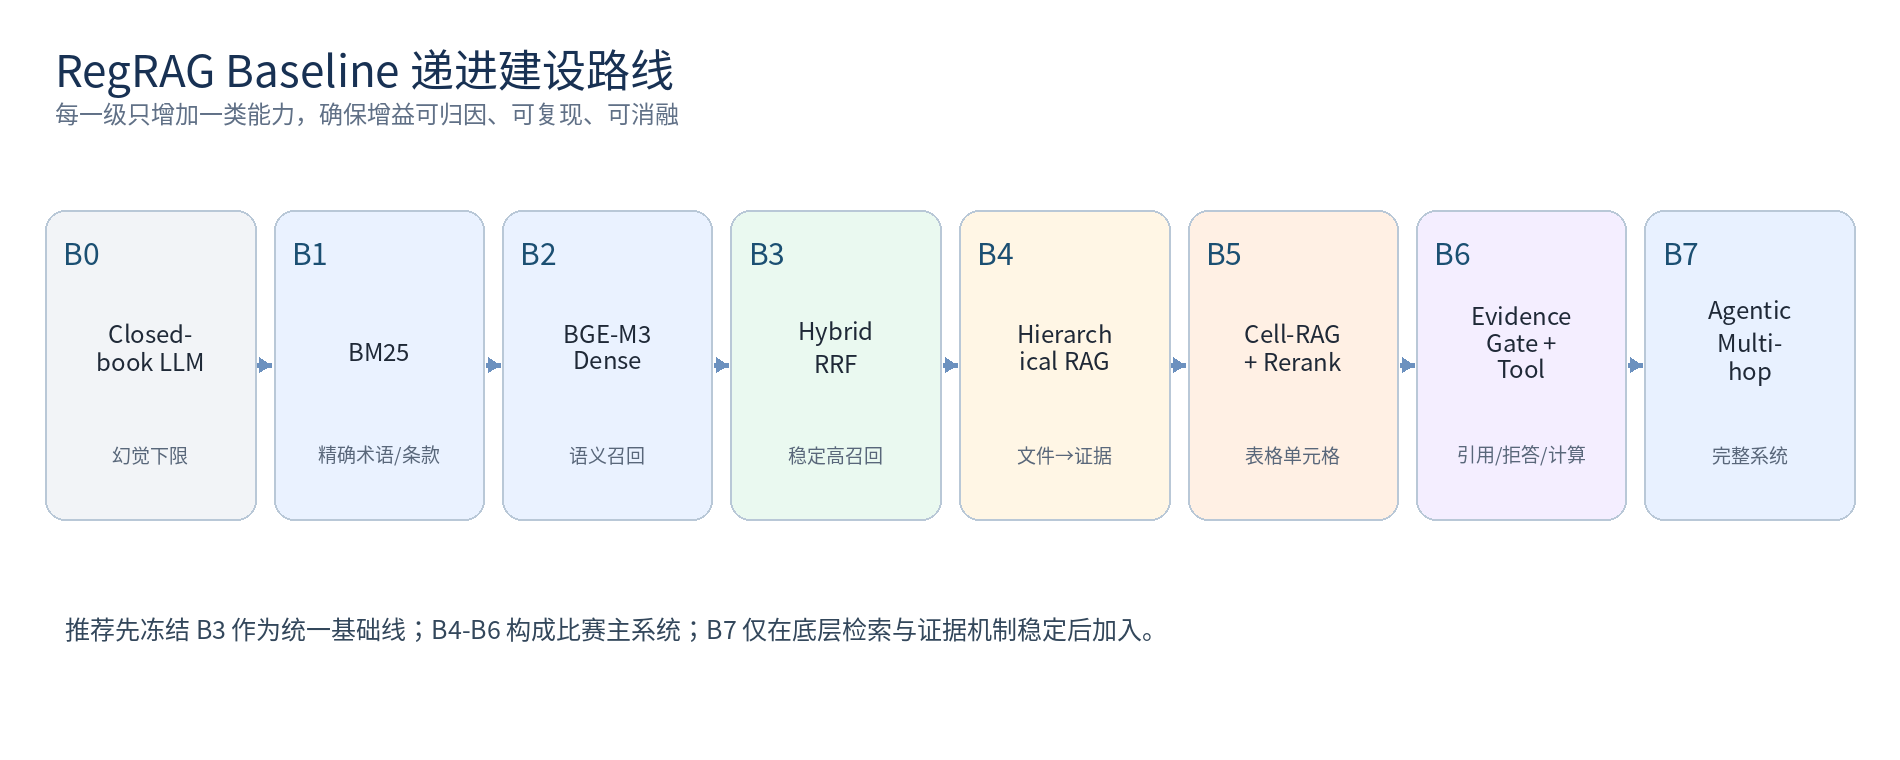 RegRAG Baseline 递进建设路线
每一级只增加一类能力，确保增益可归因、可复现、可消融
B0
Closed-
book LLM
幻觉下限
B1
BM25
精确术语/条款
B2
BGE-M3
Dense
语义召回
B3
Hybrid
RRF
稳定高召回
B4
Hierarch
ical RAG
文件→证据
B5
Cell-RAG
+ Rerank
表格单元格
B6
Evidence
Gate +
Tool
引用/拒答/计算
B7
Agentic
Multi-
hop
完整系统
推荐先冻结 B3 作为统一基础线；B4-B6 构成比赛主系统；B7 仅在底层检索与证据机制稳定后加入。